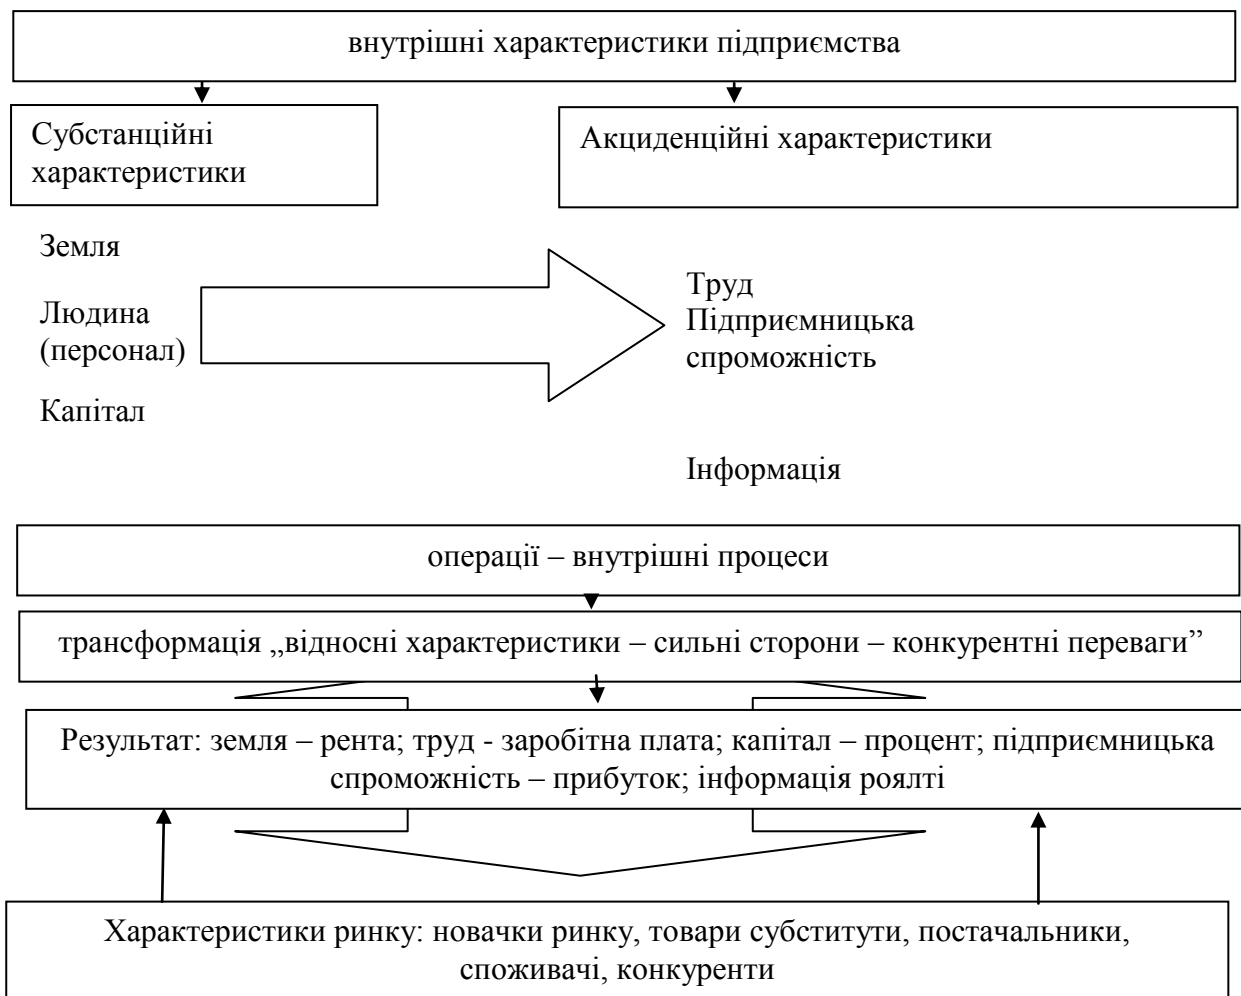 внутрішні характеристики підприємства
Субстанційні
характеристики
Акциденційні характеристики
Земля
Людина
(персонал)
Капітал
Труд
Підприємницька
спроможність
Інформація
операції – внутрішні процеси
трансформація „відносні характеристики – сильні сторони – конкурентні переваги”
Результат: земля – рента; труд - заробітна плата; капітал – процент; підприємницька
спроможність – прибуток; інформація роялті
Характеристики ринку: новачки ринку, товари субститути, постачальники,
споживачі, конкуренти